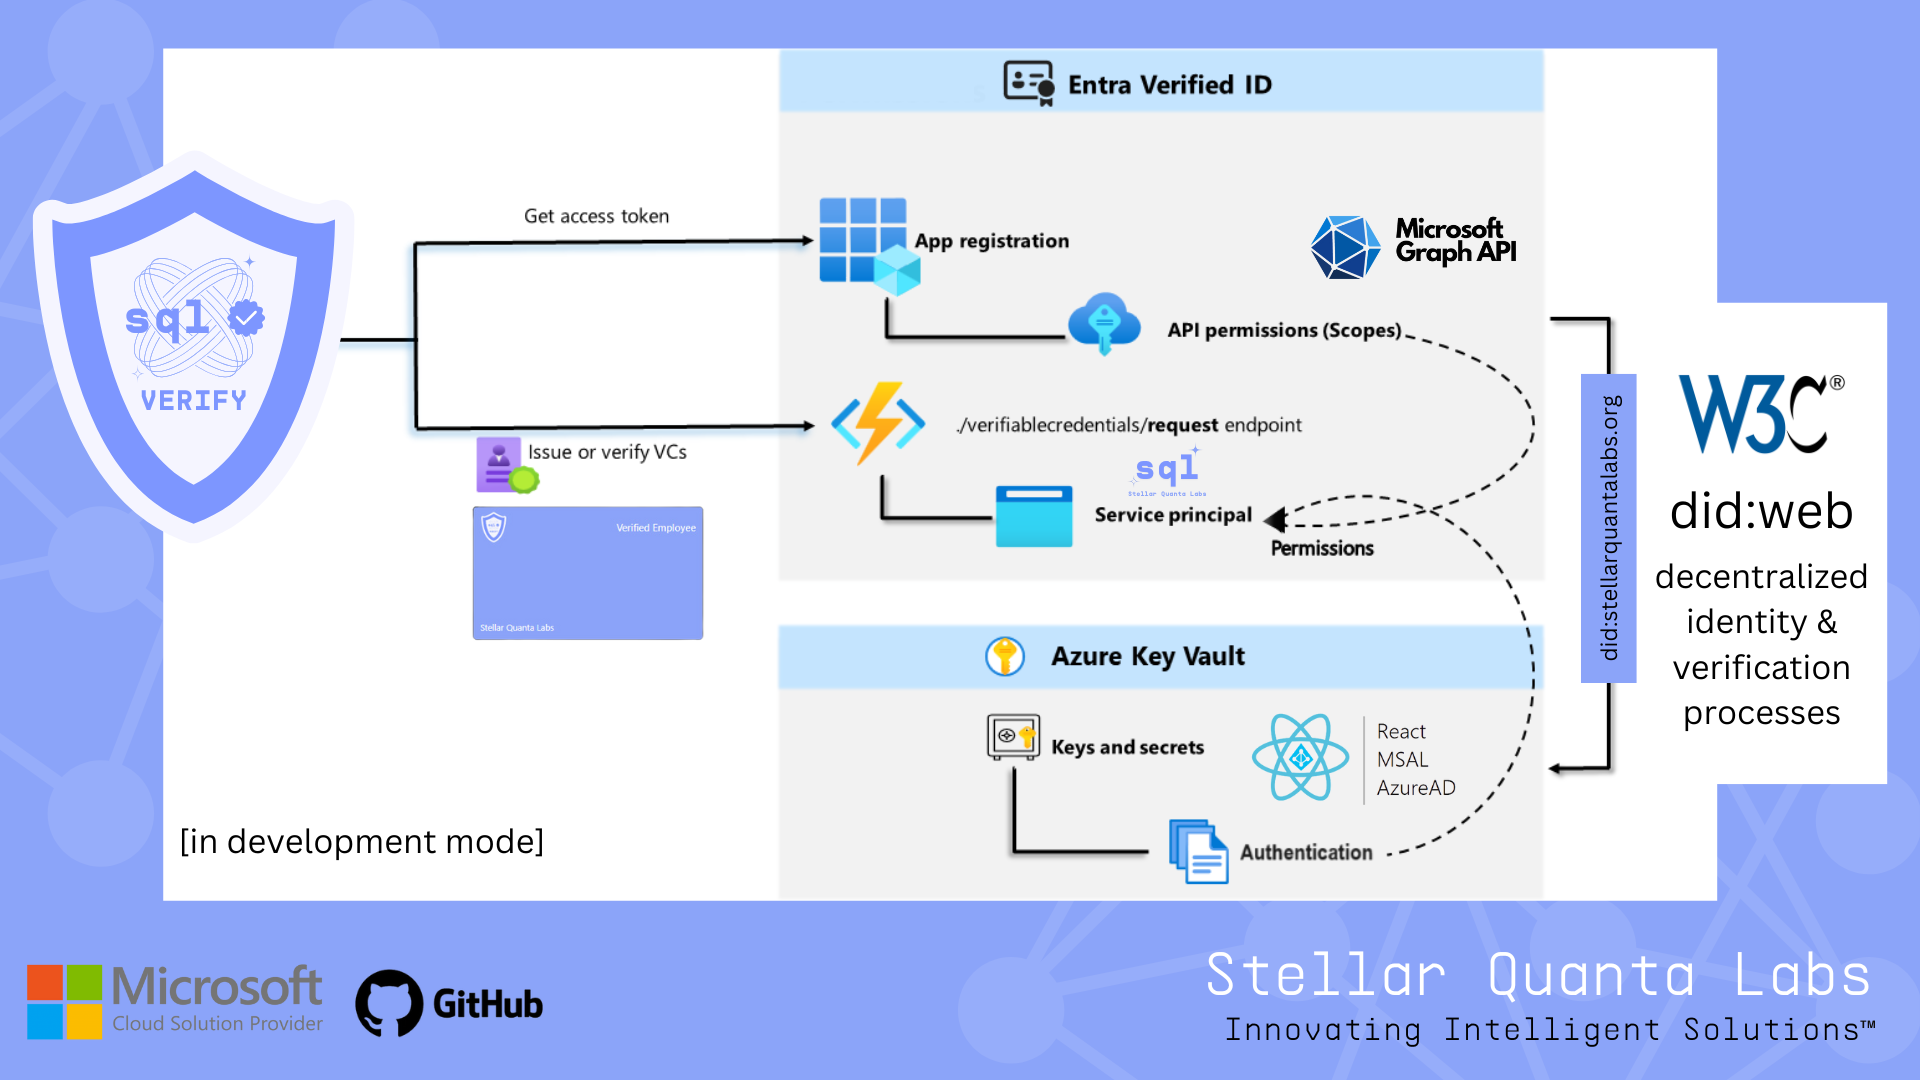 Entra Verified ID
Get access token
App registration
Microsoft
Graph API
API permissions (Scopes)
sql
VERIFY
./verifiablecredentials/request endpoint
Issue or verify VCs
sql
Stellar Quanta Labs
Service principal
Permissions
Verified Employee
Stellar Quanta Labs
did:stellarquantalabs.org
W3C®
did:web
decentralized
identity &
verification
processes
Azure Key Vault
Keys and secrets
React
MSAL
AzureAD
Authentication
[in development mode]
Microsoft
Cloud Solution Provider
GitHub
Stellar Quanta Labs
Innovating Intelligent Solutions™